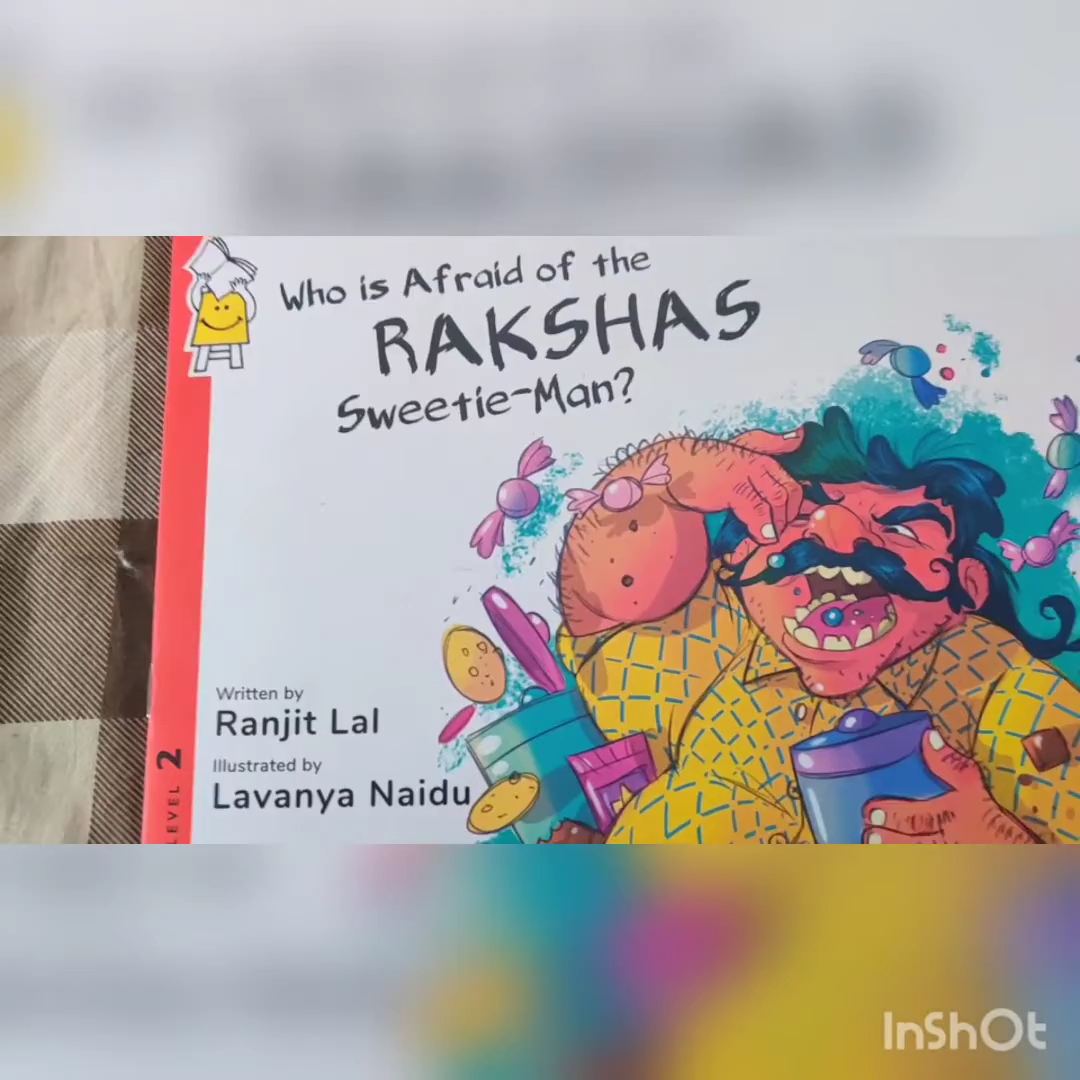 Who is Afraid of the
RAKSHAS
Sweetie-Man?
Written by
Ranjit Lal
Illustrated by
Lavanya Naidu
LEVEL 2
InShOt